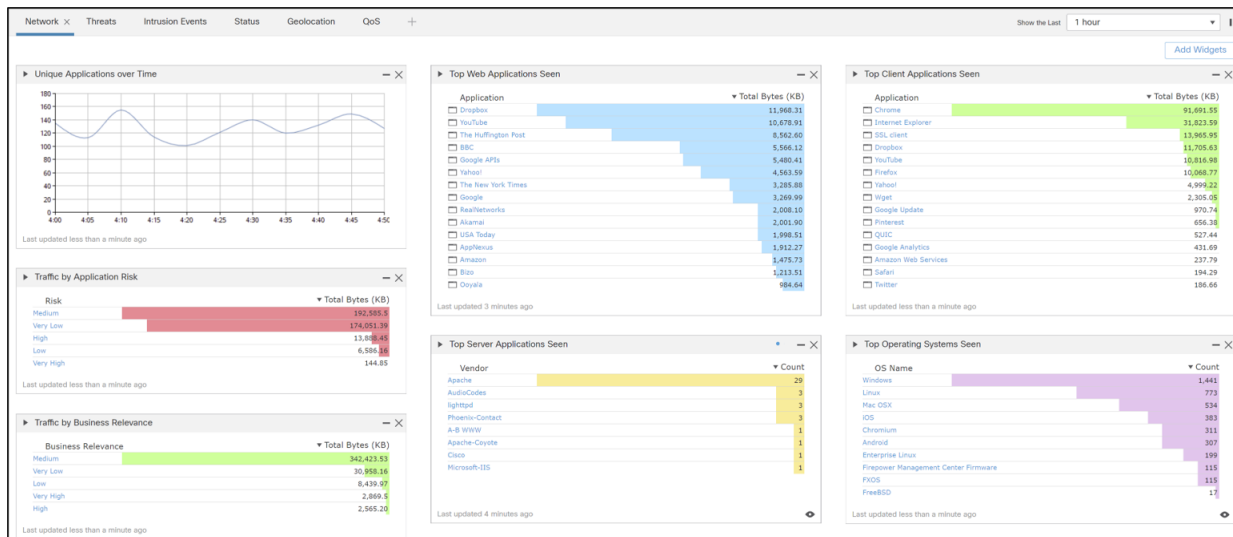 Network Threats Intrusion Events Status Geolocation QoS
Show the Last 1 hour
Add Widgets
Unique Applications over Time
180
160
140
120
100
80
60
40
20
0
4:00 4:05 4:10 4:15 4:20 4:25 4:30 4:35 4:40 4:45 4:50
Last updated less than a minute ago
Traffic by Application Risk
Risk Total Bytes (KB)
Medium 192,585.5
Very Low 174,051.39
High 13,888.45
Low 6,586.16
Very High 144.85
Last updated less than a minute ago
Traffic by Business Relevance
Business Relevance Total Bytes (KB)
Medium 342,423.53
Very Low 30,958.16
Low 8,439.97
Very High 2,869.5
High 2,565.20
Last updated less than a minute ago
Top Web Applications Seen
Application Total Bytes (KB)
Dropbox 11,968.31
YouTube 10,678.91
The Huffington Post 8,562.60
BBC 5,566.12
Google APIs 5,480.41
Yahoo! 4,563.59
The New York Times 3,285.88
Google 3,269.99
RealNetworks 2,008.10
Akamai 2,001.90
USA Today 1,998.51
AppNexus 1,912.27
Amazon 1,475.73
Bizo 1,213.51
Ooyala 984.64
Last updated 3 minutes ago
Top Server Applications Seen
Vendor Count
Apache 29
AudioCodes 3
lighttpd 3
Phoenix-Contact 3
A-B WWW 1
Apache-Coyote 1
Cisco 1
Microsoft-IIS 1
Last updated 4 minutes ago
Top Client Applications Seen
Application Total Bytes (KB)
Chrome 91,691.55
Internet Explorer 31,823.59
SSL client 13,965.95
Dropbox 11,705.63
YouTube 10,816.98
Firefox 10,068.77
Yahoo! 4,999.22
Wget 2,305.05
Google Update 970.74
Pinterest 656.38
QUIC 527.44
Google Analytics 431.69
Amazon Web Services 237.79
Safari 194.29
Twitter 186.66
Last updated less than a minute ago
Top Operating Systems Seen
OS Name Count
Windows 1,441
Linux 773
Mac OSX 534
iOS 383
Chromium 311
Android 307
Enterprise Linux 199
Firepower Management Center Firmware 115
FXOS 115
FreeBSD 17
Last updated less than a minute ago